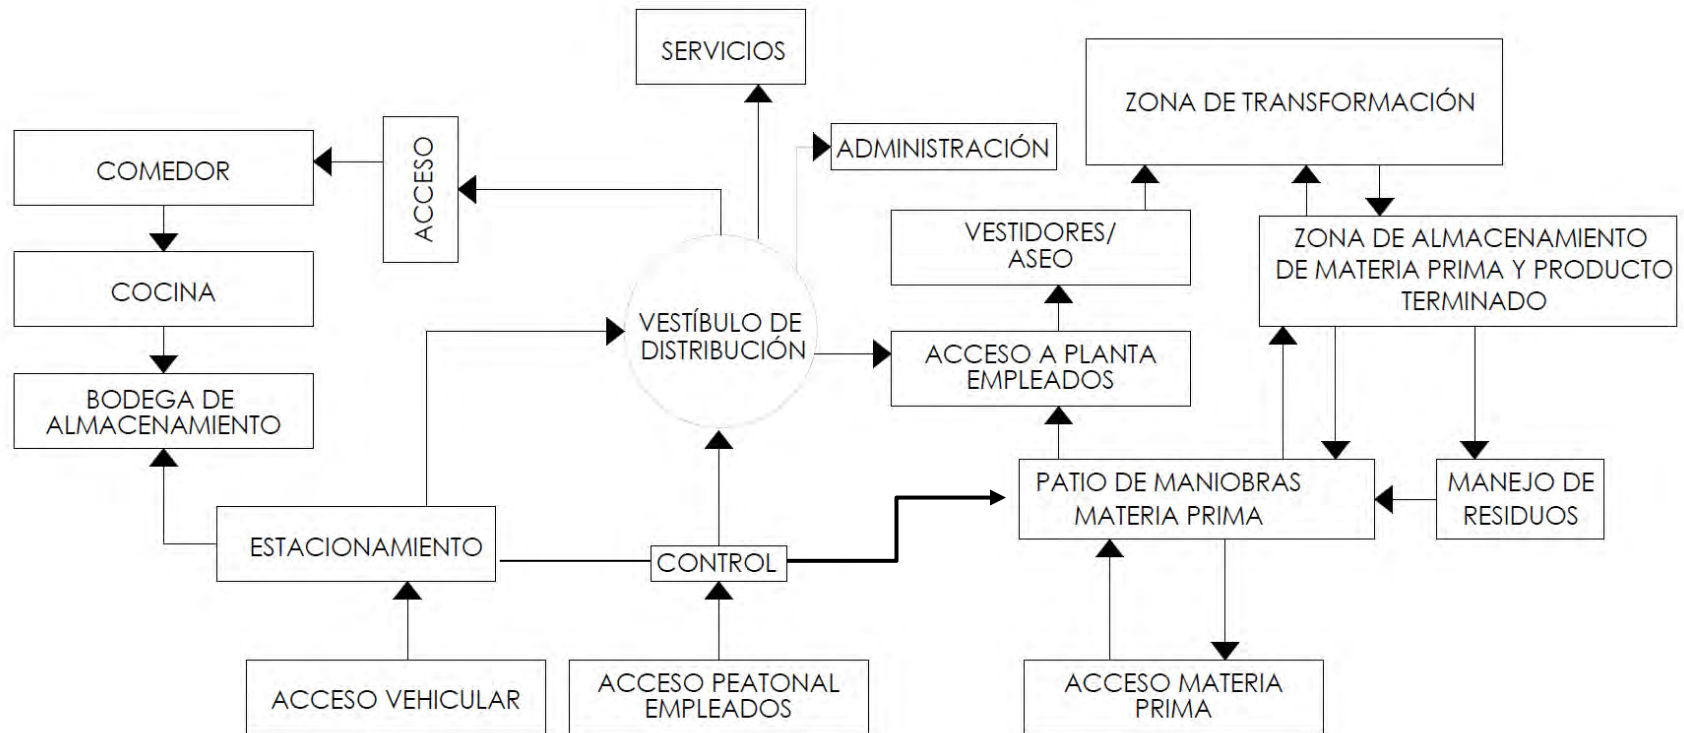 SERVICIOS
ZONA DE TRANSFORMACIÓN
ADMINISTRACIÓN
COMEDOR
ACCESO
VESTIDORES/
ASEO
ZONA DE ALMACENAMIENTO
DE MATERIA PRIMA Y PRODUCTO
TERMINADO
COCINA
VESTÍBULO DE
DISTRIBUCIÓN
ACCESO A PLANTA
EMPLEADOS
BODEGA DE
ALMACENAMIENTO
PATIO DE MANIOBRAS
MATERIA PRIMA
MANEJO DE
RESIDUOS
ESTACIONAMIENTO
CONTROL
ACCESO VEHICULAR
ACCESO PEATONAL
EMPLEADOS
ACCESO MATERIA
PRIMA